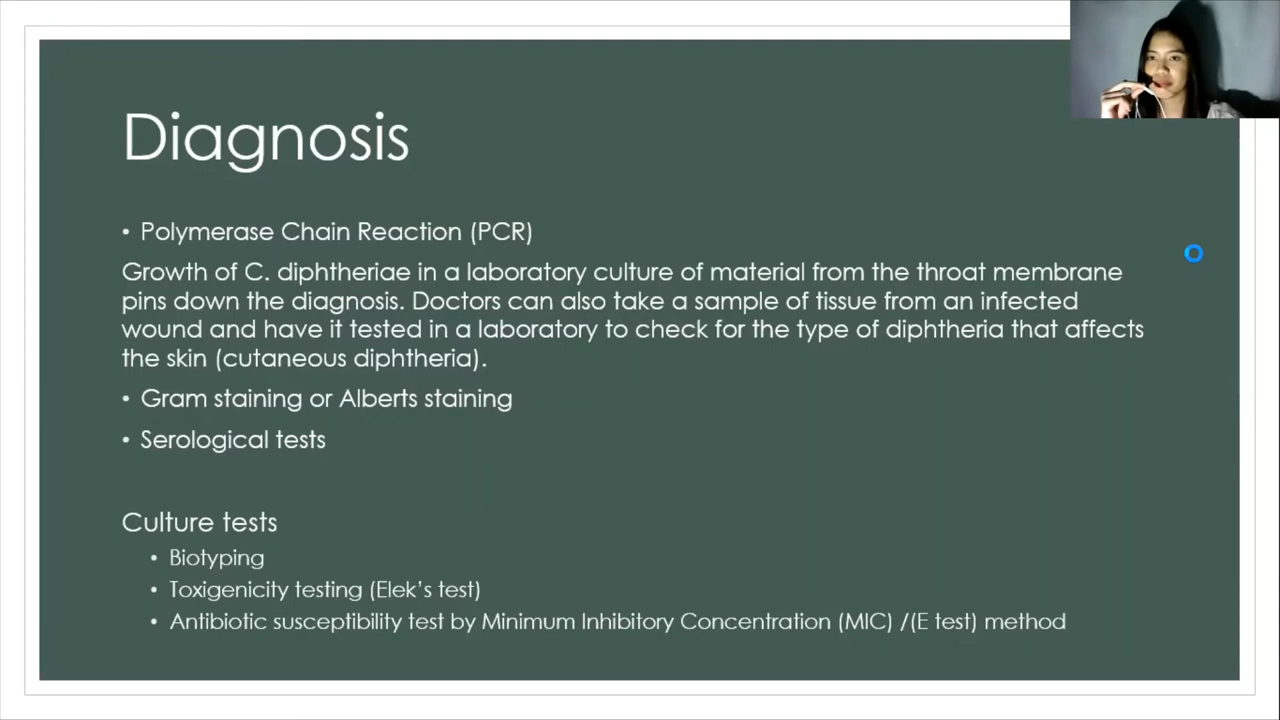 Diagnosis
• Polymerase Chain Reaction (PCR)
Growth of C. diphtheriae in a laboratory culture of material from the throat membrane
pins down the diagnosis. Doctors can also take a sample of tissue from an infected
wound and have it tested in a laboratory to check for the type of diphtheria that affects
the skin (cutaneous diphtheria).
• Gram staining or Alberts staining
• Serological tests
Culture tests
• Biotyping
• Toxigenicity testing (Elek's test)
• Antibiotic susceptibility test by Minimum Inhibitory Concentration (MIC) /(E test) method